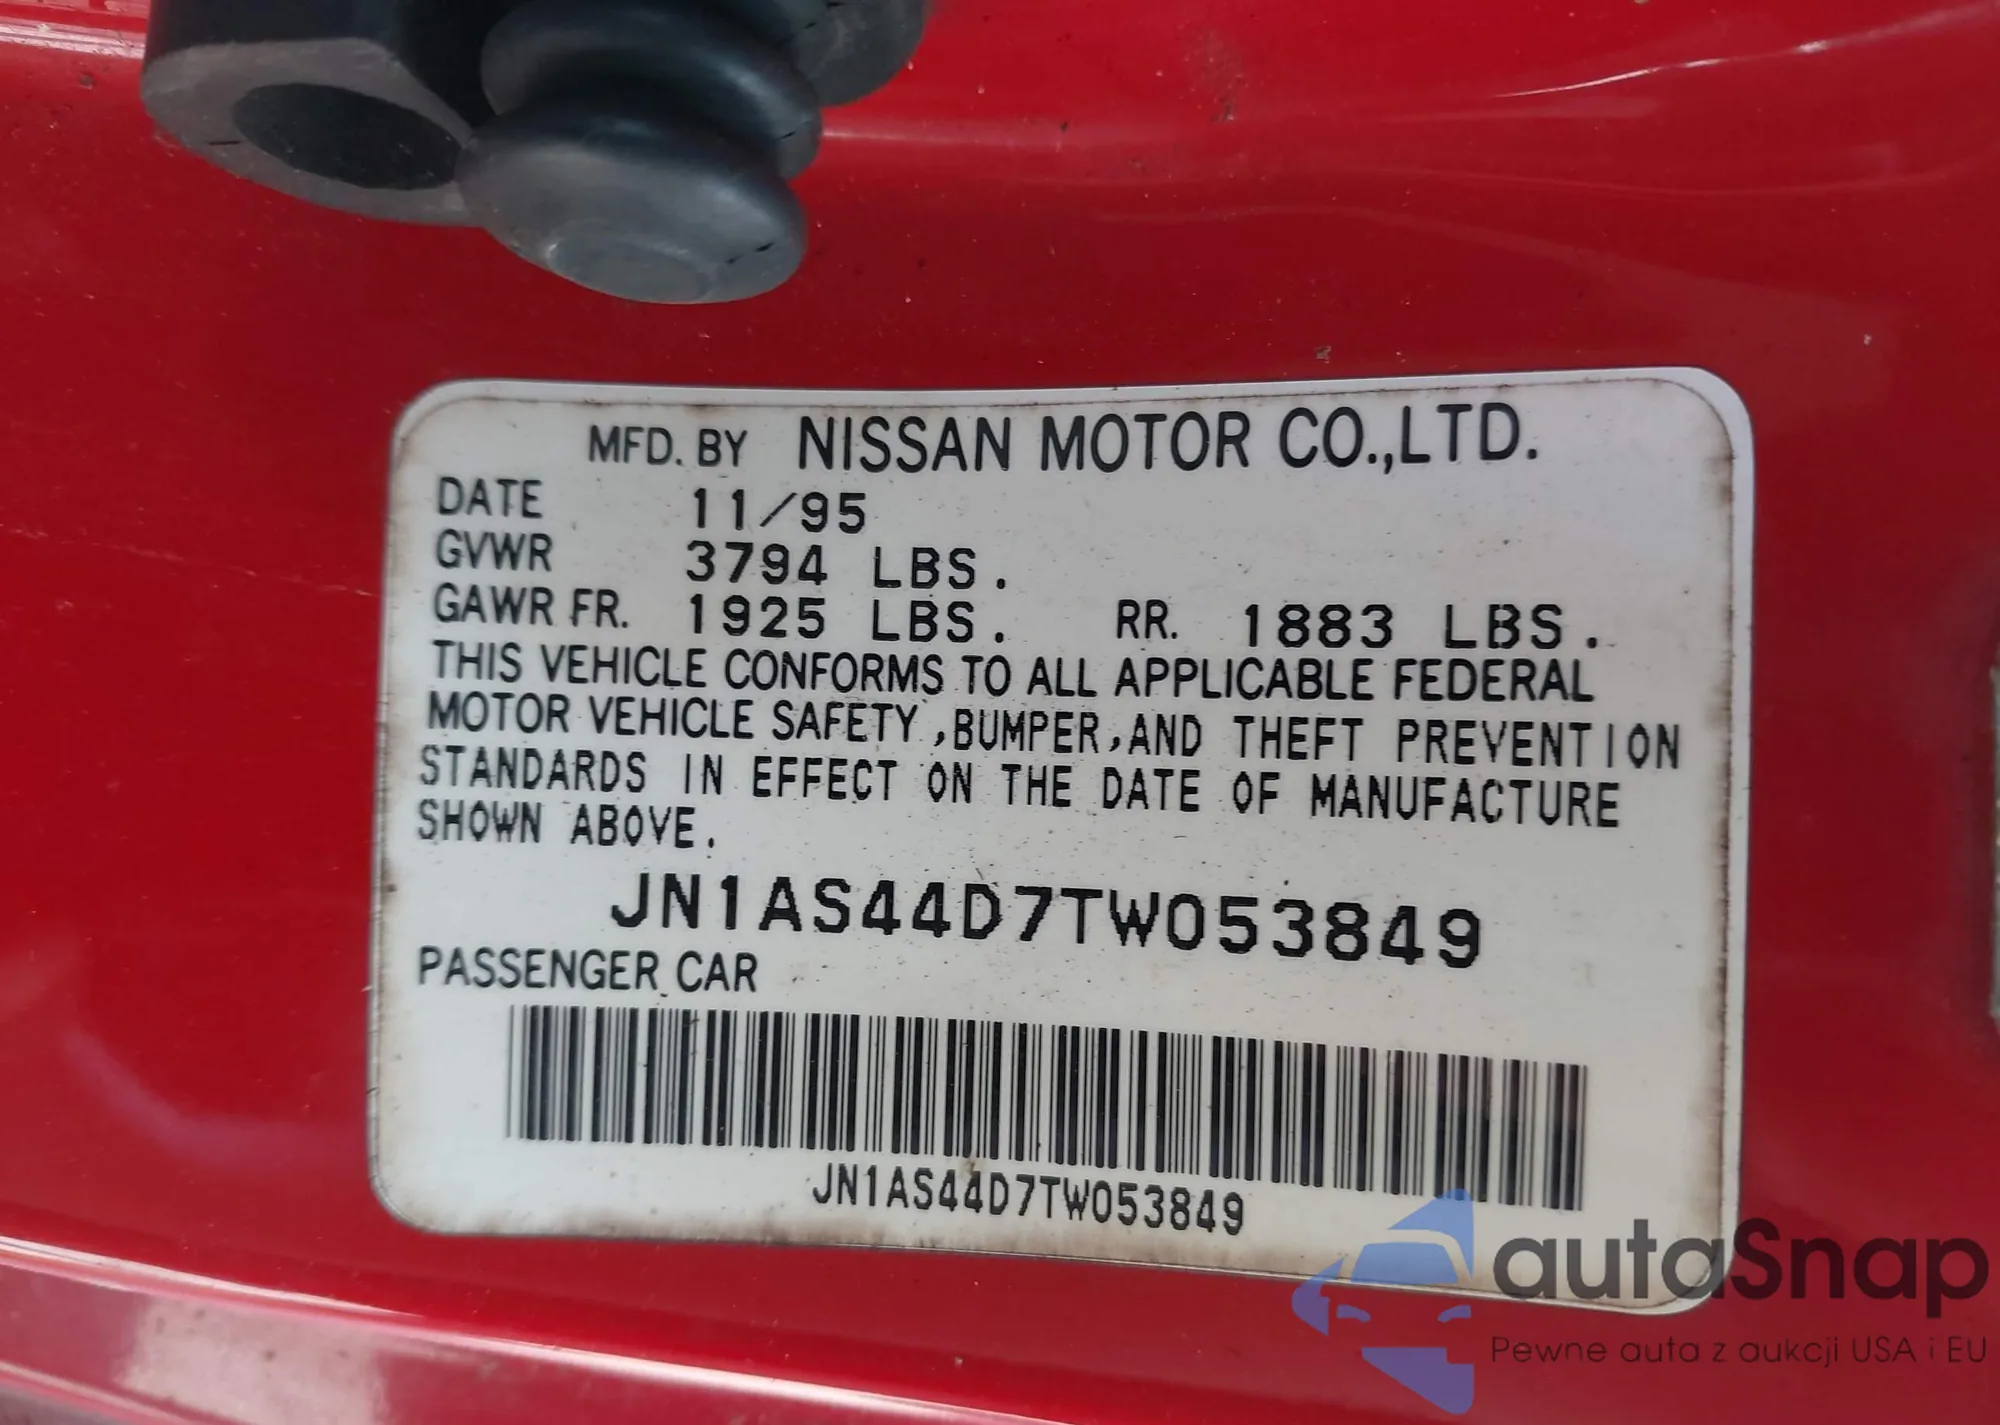 MFD. BY NISSAN MOTOR CO.,LTD.
DATE 11/95
GVWR 3794 LBS.
GAWR FR. 1925 LBS. RR. 1883 LBS.
THIS VEHICLE CONFORMS TO ALL APPLICABLE FEDERAL
MOTOR VEHICLE SAFETY,BUMPER,AND THEFT PREVENTION
STANDARDS IN EFFECT ON THE DATE OF MANUFACTURE
SHOWN ABOVE.
JN1AS44D7TW053849
PASSENGER CAR
JN1AS44D7TW053849
autaSnap
Pewne auta z aukcji USA i EU